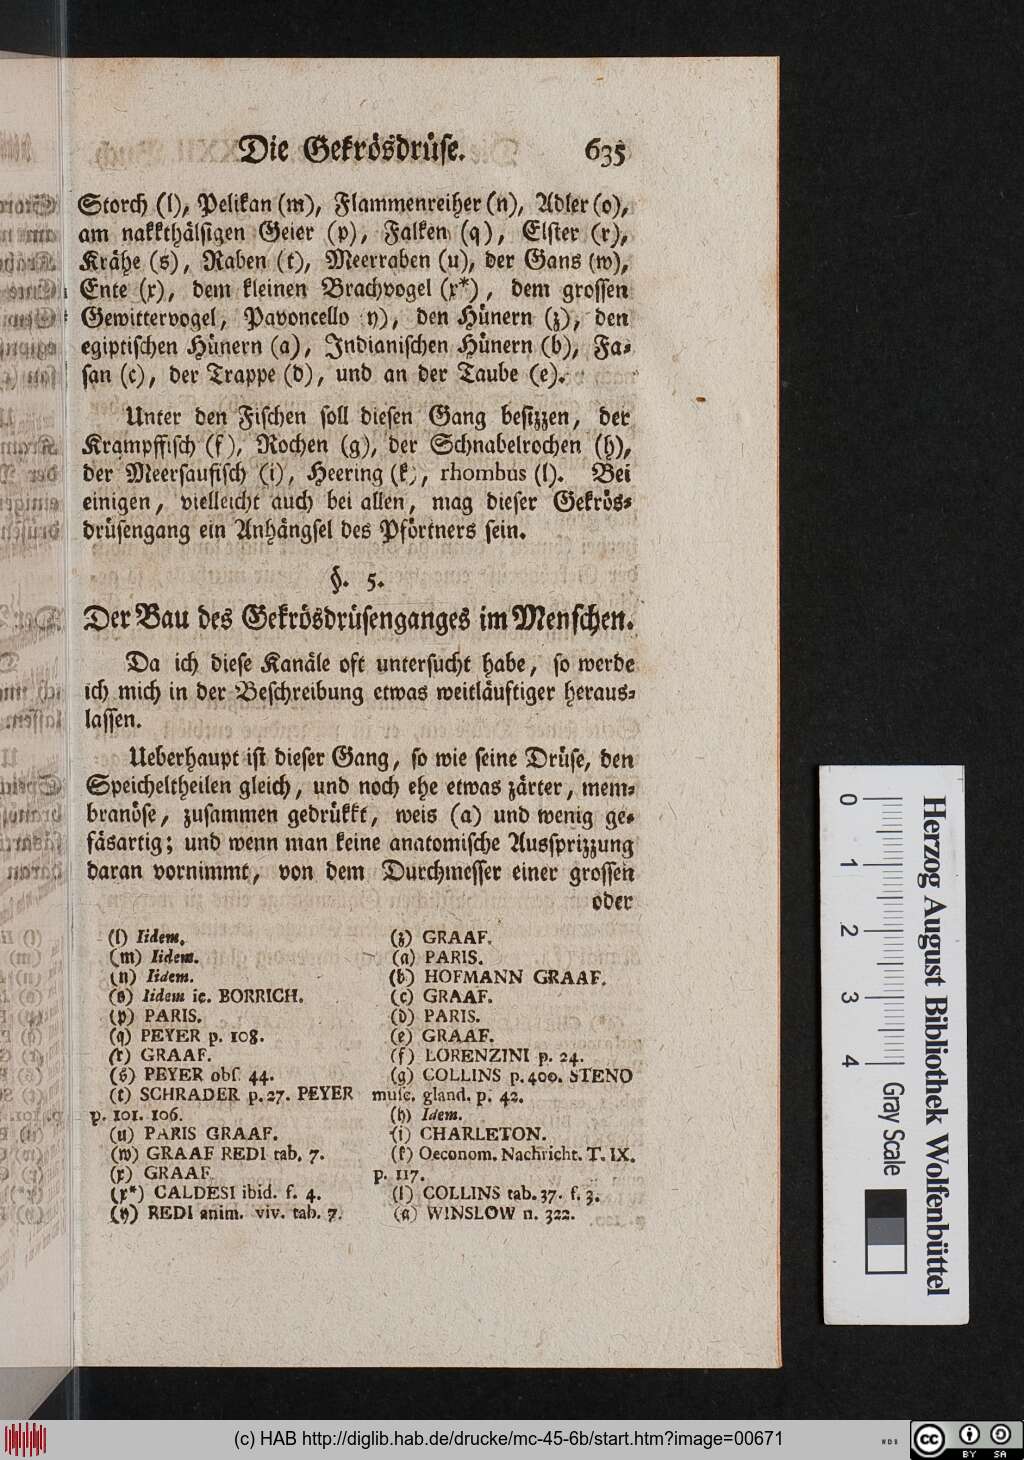 Die Gekrösdrüse. 635
Storch (l), Pelikan (m), Flammenreiher (n), Adler (o),
am nakkthälsigen Geier (p), Falken (q), Elster (r),
Krähe (s), Raben (t), Meerraben (u), der Gans (w),
Ente (x), dem kleinen Brachvogel (x*), dem grossen
Gewittervogel, Pavoncello y), den Hünern (z), den
egiptischen Hünern (a), Indianischen Hünern (b), Fa⸗
san (c), der Trappe (d), und an der Taube (e).
Unter den Fischen soll diesen Gang besizzen, der
Krampffisch (f), Rochen (g), der Schnabelrochen (h),
der Meersaufisch (i), Heering (k), rhombus (l). Bei
einigen, vielleicht auch bei allen, mag dieser Gekrös⸗
drüsengang ein Anhängsel des Pförtners sein.
§. 5.
Der Bau des Gekrösdrüsenganges im Menschen.
Da ich diese Kanäle oft untersucht habe, so werde
ich mich in der Beschreibung etwas weitläuftiger heraus⸗
lassen.
Ueberhaupt ist dieser Gang, so wie seine Drüse, den
Speicheltheilen gleich, und noch ehe etwas zärter, mem⸗
branöse, zusammen gedrükkt, weis (a) und wenig ge⸗
fäsartig; und wenn man keine anatomische Aussprizzung
daran vornimmt, von dem Durchmesser einer grossen
oder
(l) Iidem.
(m) Iidem.
(n) Iidem.
(o) Iidem ic. BORRICH.
(p) PARIS.
(q) PEYER p. 108.
(r) GRAAF.
(s) PEYER obs. 44.
(t) SCHRADER p. 27. PEYER
p. 101. 106.
(u) PARIS GRAAF.
(w) GRAAF REDI tab. 7.
(x) GRAAF.
(x*) CALDESI ibid. f. 4.
(y) REDI anim. viv. tab. 7.
(z) GRAAF.
(a) PARIS.
(b) HOFMANN GRAAF.
(c) GRAAF.
(d) PARIS.
(e) GRAAF.
(f) LORENZINI p. 24.
(g) COLLINS p. 400. STENO
musc. gland. p. 42.
(h) Idem.
(i) CHARLETON.
(k) Oeconom. Nachricht. T. IX.
p. 117.
(l) COLLINS tab. 37. f. 3.
(a) WINSLOW n. 322.
0 1 2 3 4
Herzog August Bibliothek Wolfenbüttel
Gray Scale
(c) HAB http://diglib.hab.de/drucke/mc-45-6b/start.htm?image=00671
WDB
cc BY SA